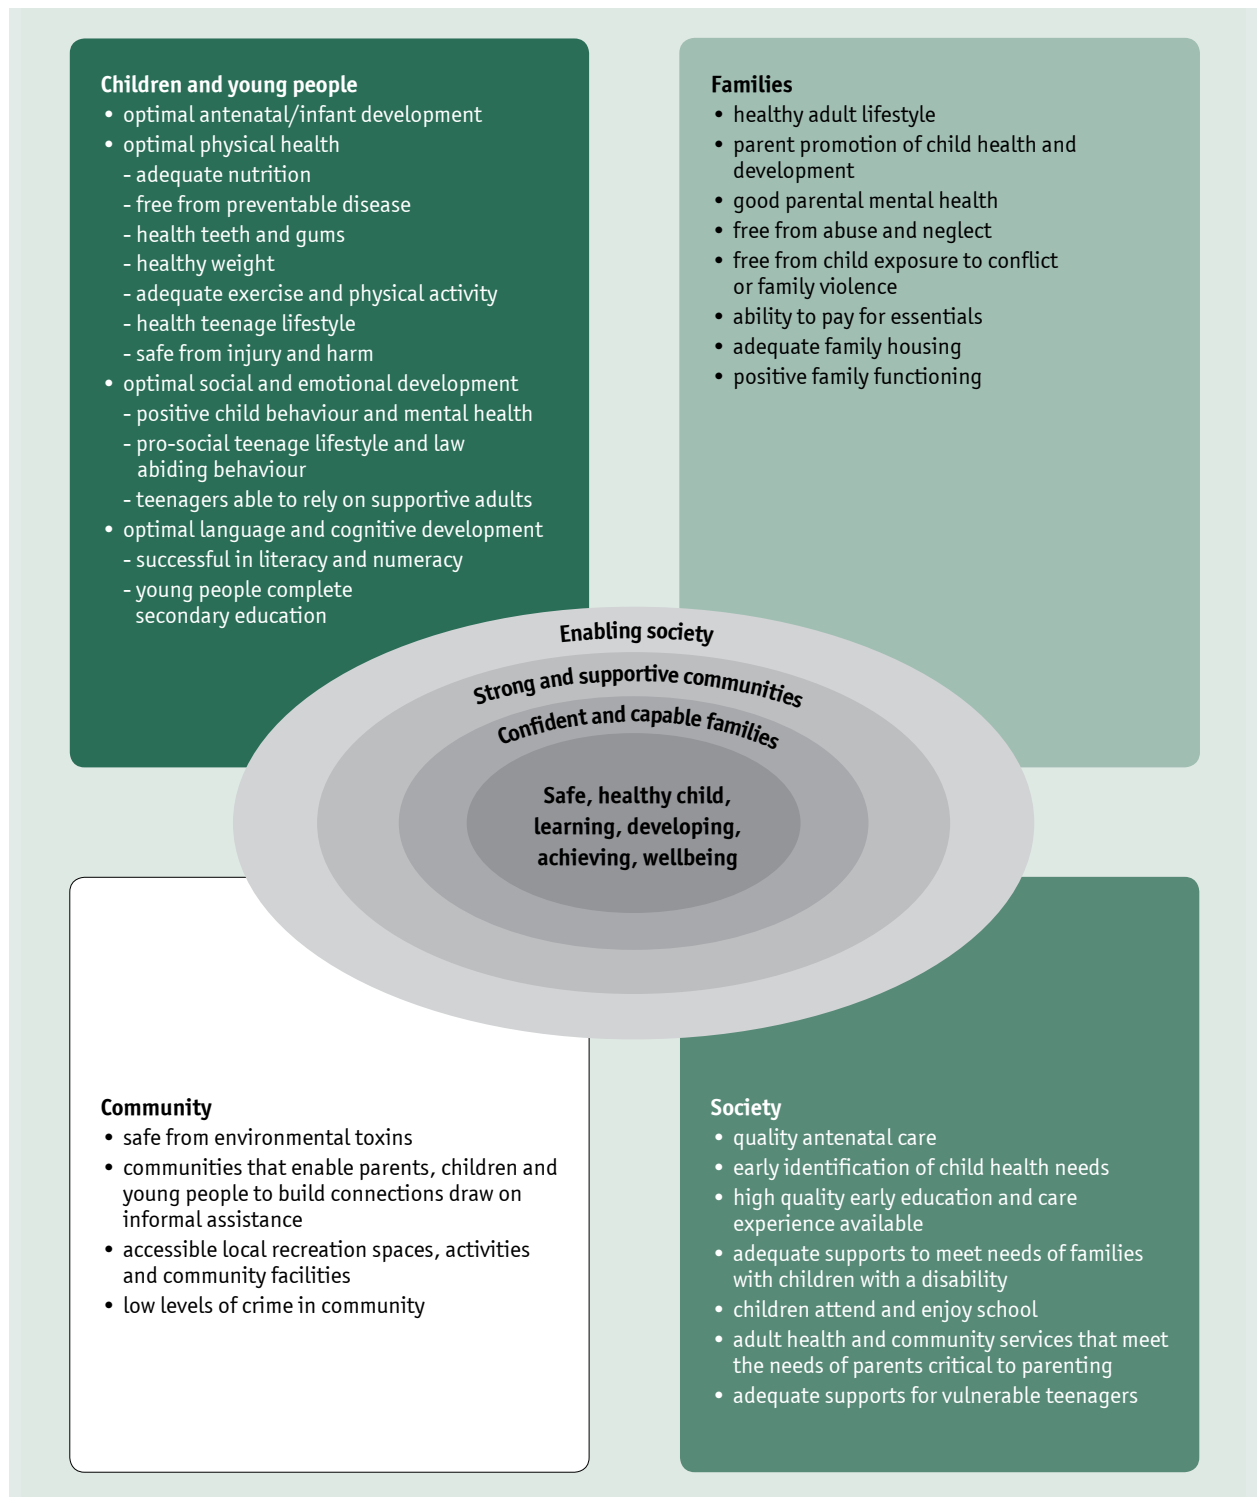 Children and young people
• optimal antenatal/infant development
• optimal physical health
- adequate nutrition
- free from preventable disease
- health teeth and gums
- healthy weight
- adequate exercise and physical activity
- health teenage lifestyle
- safe from injury and harm
• optimal social and emotional development
- positive child behaviour and mental health
- pro-social teenage lifestyle and law
abiding behaviour
- teenagers able to rely on supportive adults
• optimal language and cognitive development
- successful in literacy and numeracy
- young people complete
secondary education
Families
• healthy adult lifestyle
• parent promotion of child health and
development
• good parental mental health
• free from abuse and neglect
• free from child exposure to conflict
or family violence
• ability to pay for essentials
• adequate family housing
• positive family functioning
Enabling society
Strong and supportive communities
Confident and capable families
Safe, healthy child,
learning, developing,
achieving, wellbeing
Community
• safe from environmental toxins
• communities that enable parents, children and
young people to build connections draw on
informal assistance
• accessible local recreation spaces, activities
and community facilities
• low levels of crime in community
Society
• quality antenatal care
• early identification of child health needs
• high quality early education and care
experience available
• adequate supports to meet needs of families
with children with a disability
• children attend and enjoy school
• adult health and community services that meet
the needs of parents critical to parenting
• adequate supports for vulnerable teenagers